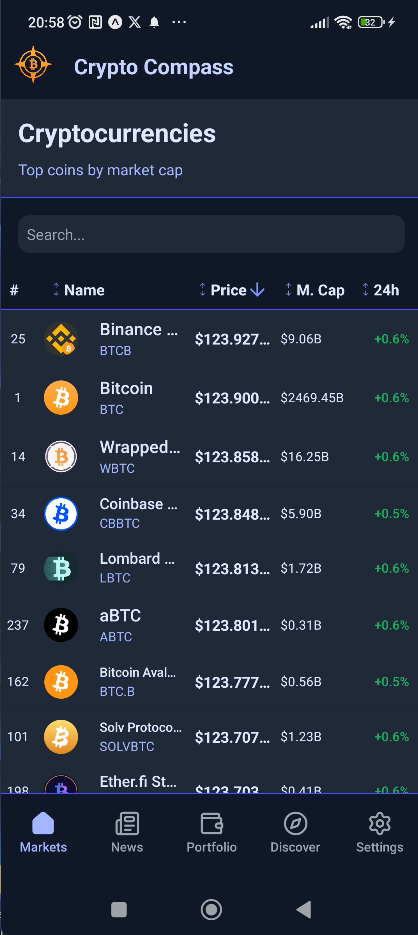 20:58
32
Crypto Compass
Cryptocurrencies
Top coins by market cap
Search...
# Name Price M. Cap 24h
25 Binance ... BTCB $123.927... $9.06B +0.6%
1 Bitcoin BTC $123.900... $2469.45B +0.6%
14 Wrapped... WBTC $123.858... $16.25B +0.6%
34 Coinbase ... CBBTC $123.848... $5.90B +0.5%
79 Lombard ... LBTC $123.813... $1.72B +0.6%
237 aBTC ABTC $123.801... $0.31B +0.6%
162 Bitcoin Aval... BTC.B $123.777... $0.56B +0.5%
101 Solv Protoco... SOLVBTC $123.707... $1.23B +0.6%
198 Ether.fi St... $123.703... $0.41B +0.6%
Markets News Portfolio Discover Settings